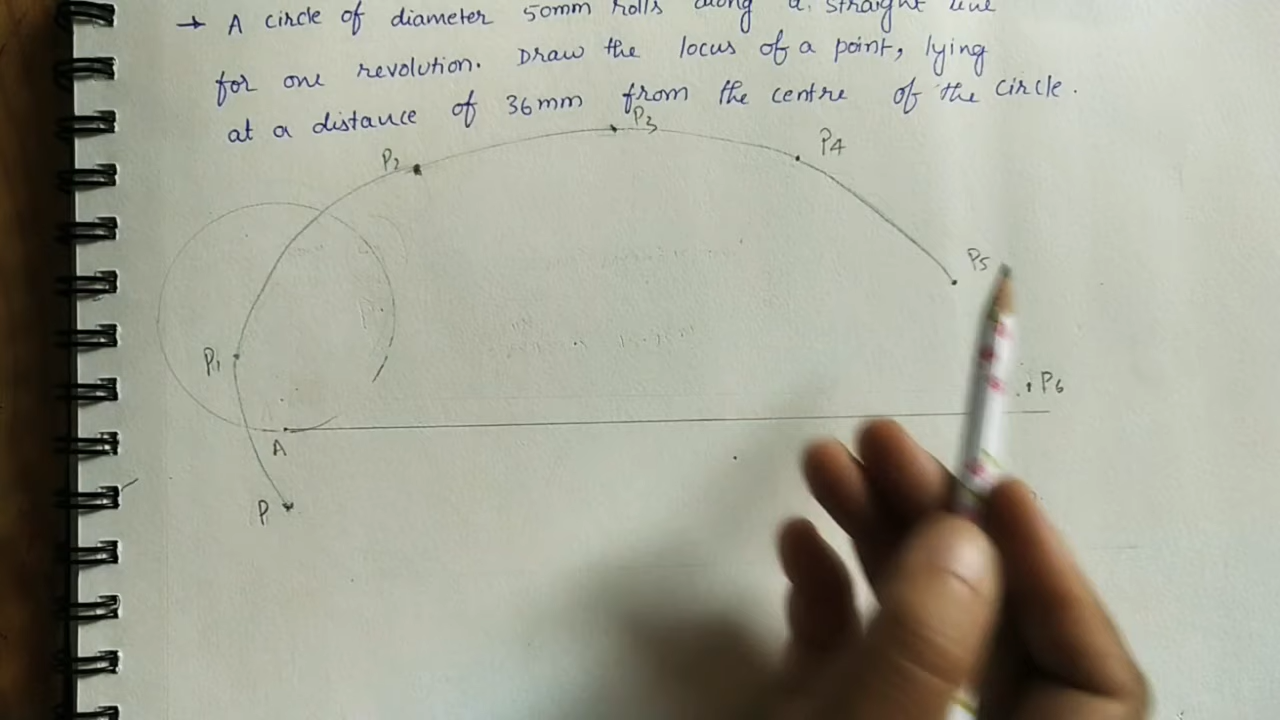 → A circle of diameter 50mm rolls along a straight line
for one revolution. Draw the locus of a point, lying
at a distance of 36mm from the centre of the circle.
P3
P2
P4
P5
P1
P6
A
P